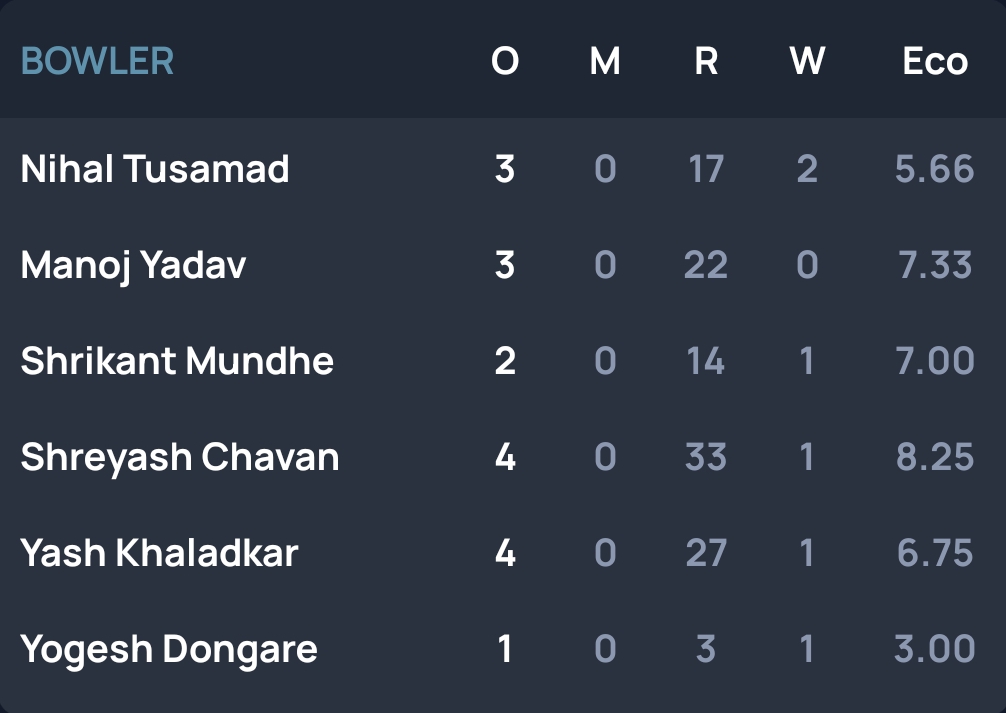 BOWLER O M R W Eco
Nihal Tusamad 3 0 17 2 5.66
Manoj Yadav 3 0 22 0 7.33
Shrikant Mundhe 2 0 14 1 7.00
Shreyash Chavan 4 0 33 1 8.25
Yash Khaladkar 4 0 27 1 6.75
Yogesh Dongare 1 0 3 1 3.00